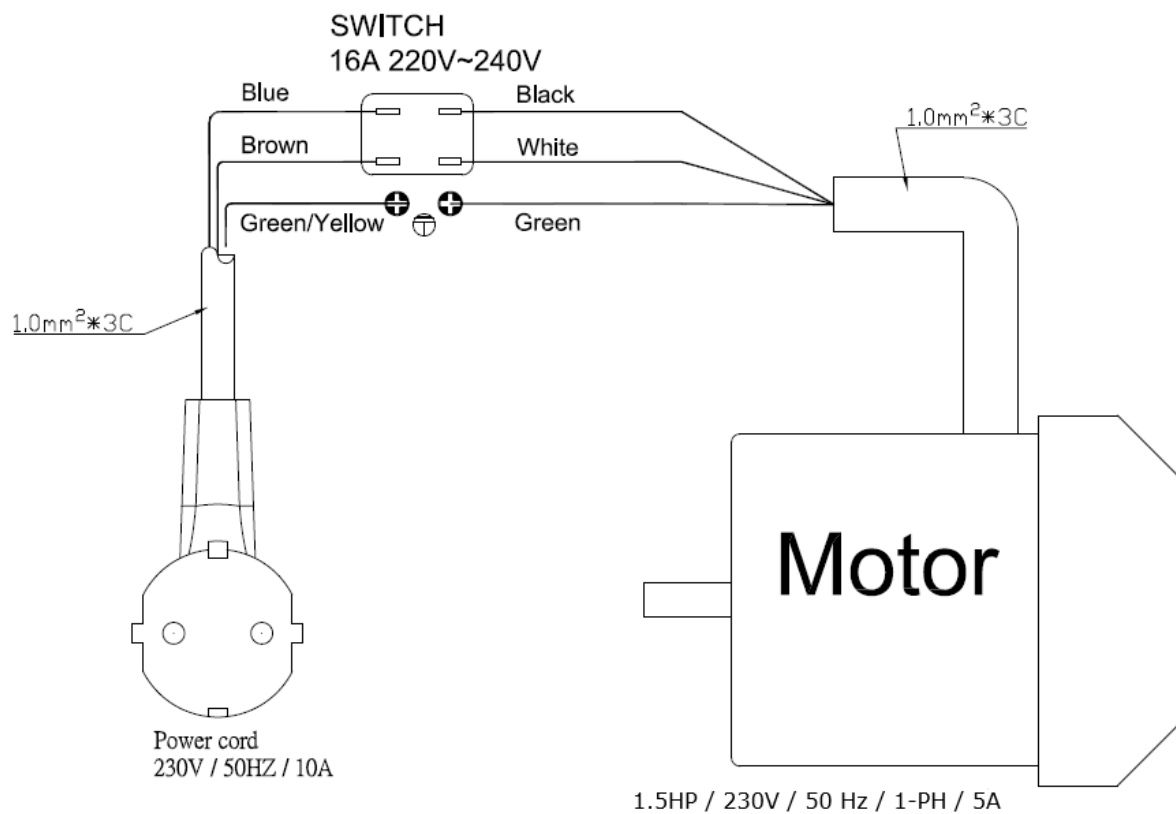 SWITCH
16A 220V~240V
Blue
Black
Brown
White
Green/Yellow
Green
1.0mm²*3C
1.0mm²*3C
Motor
Power cord
230V / 50HZ / 10A
1.5HP / 230V / 50 Hz / 1-PH / 5A